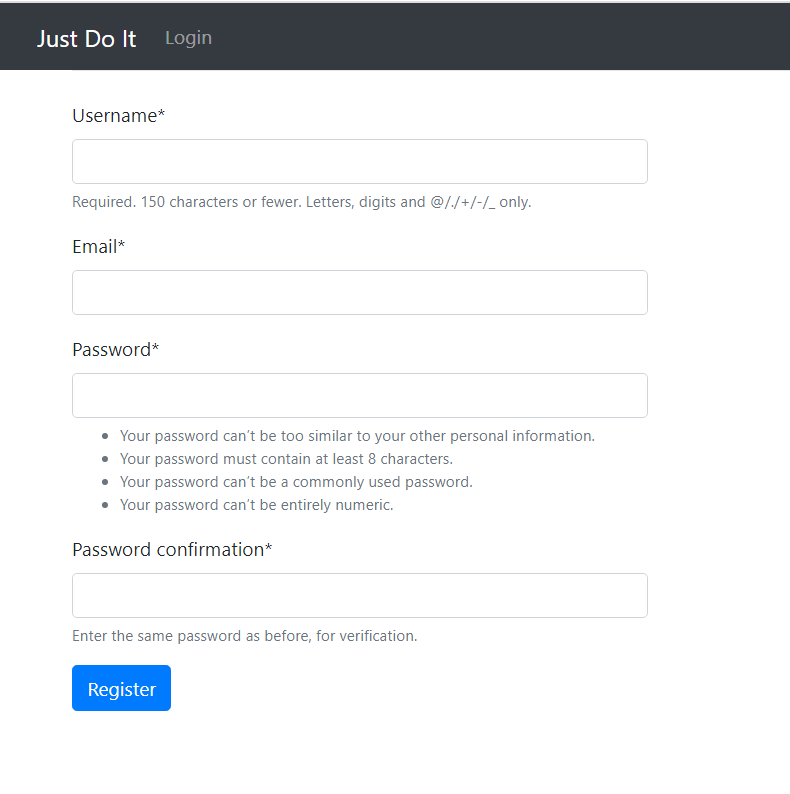 Just Do It Login
Username*
Required. 150 characters or fewer. Letters, digits and @/./+/-/_ only.
Email*
Password*
Your password can’t be too similar to your other personal information.
Your password must contain at least 8 characters.
Your password can’t be a commonly used password.
Your password can’t be entirely numeric.
Password confirmation*
Enter the same password as before, for verification.
Register